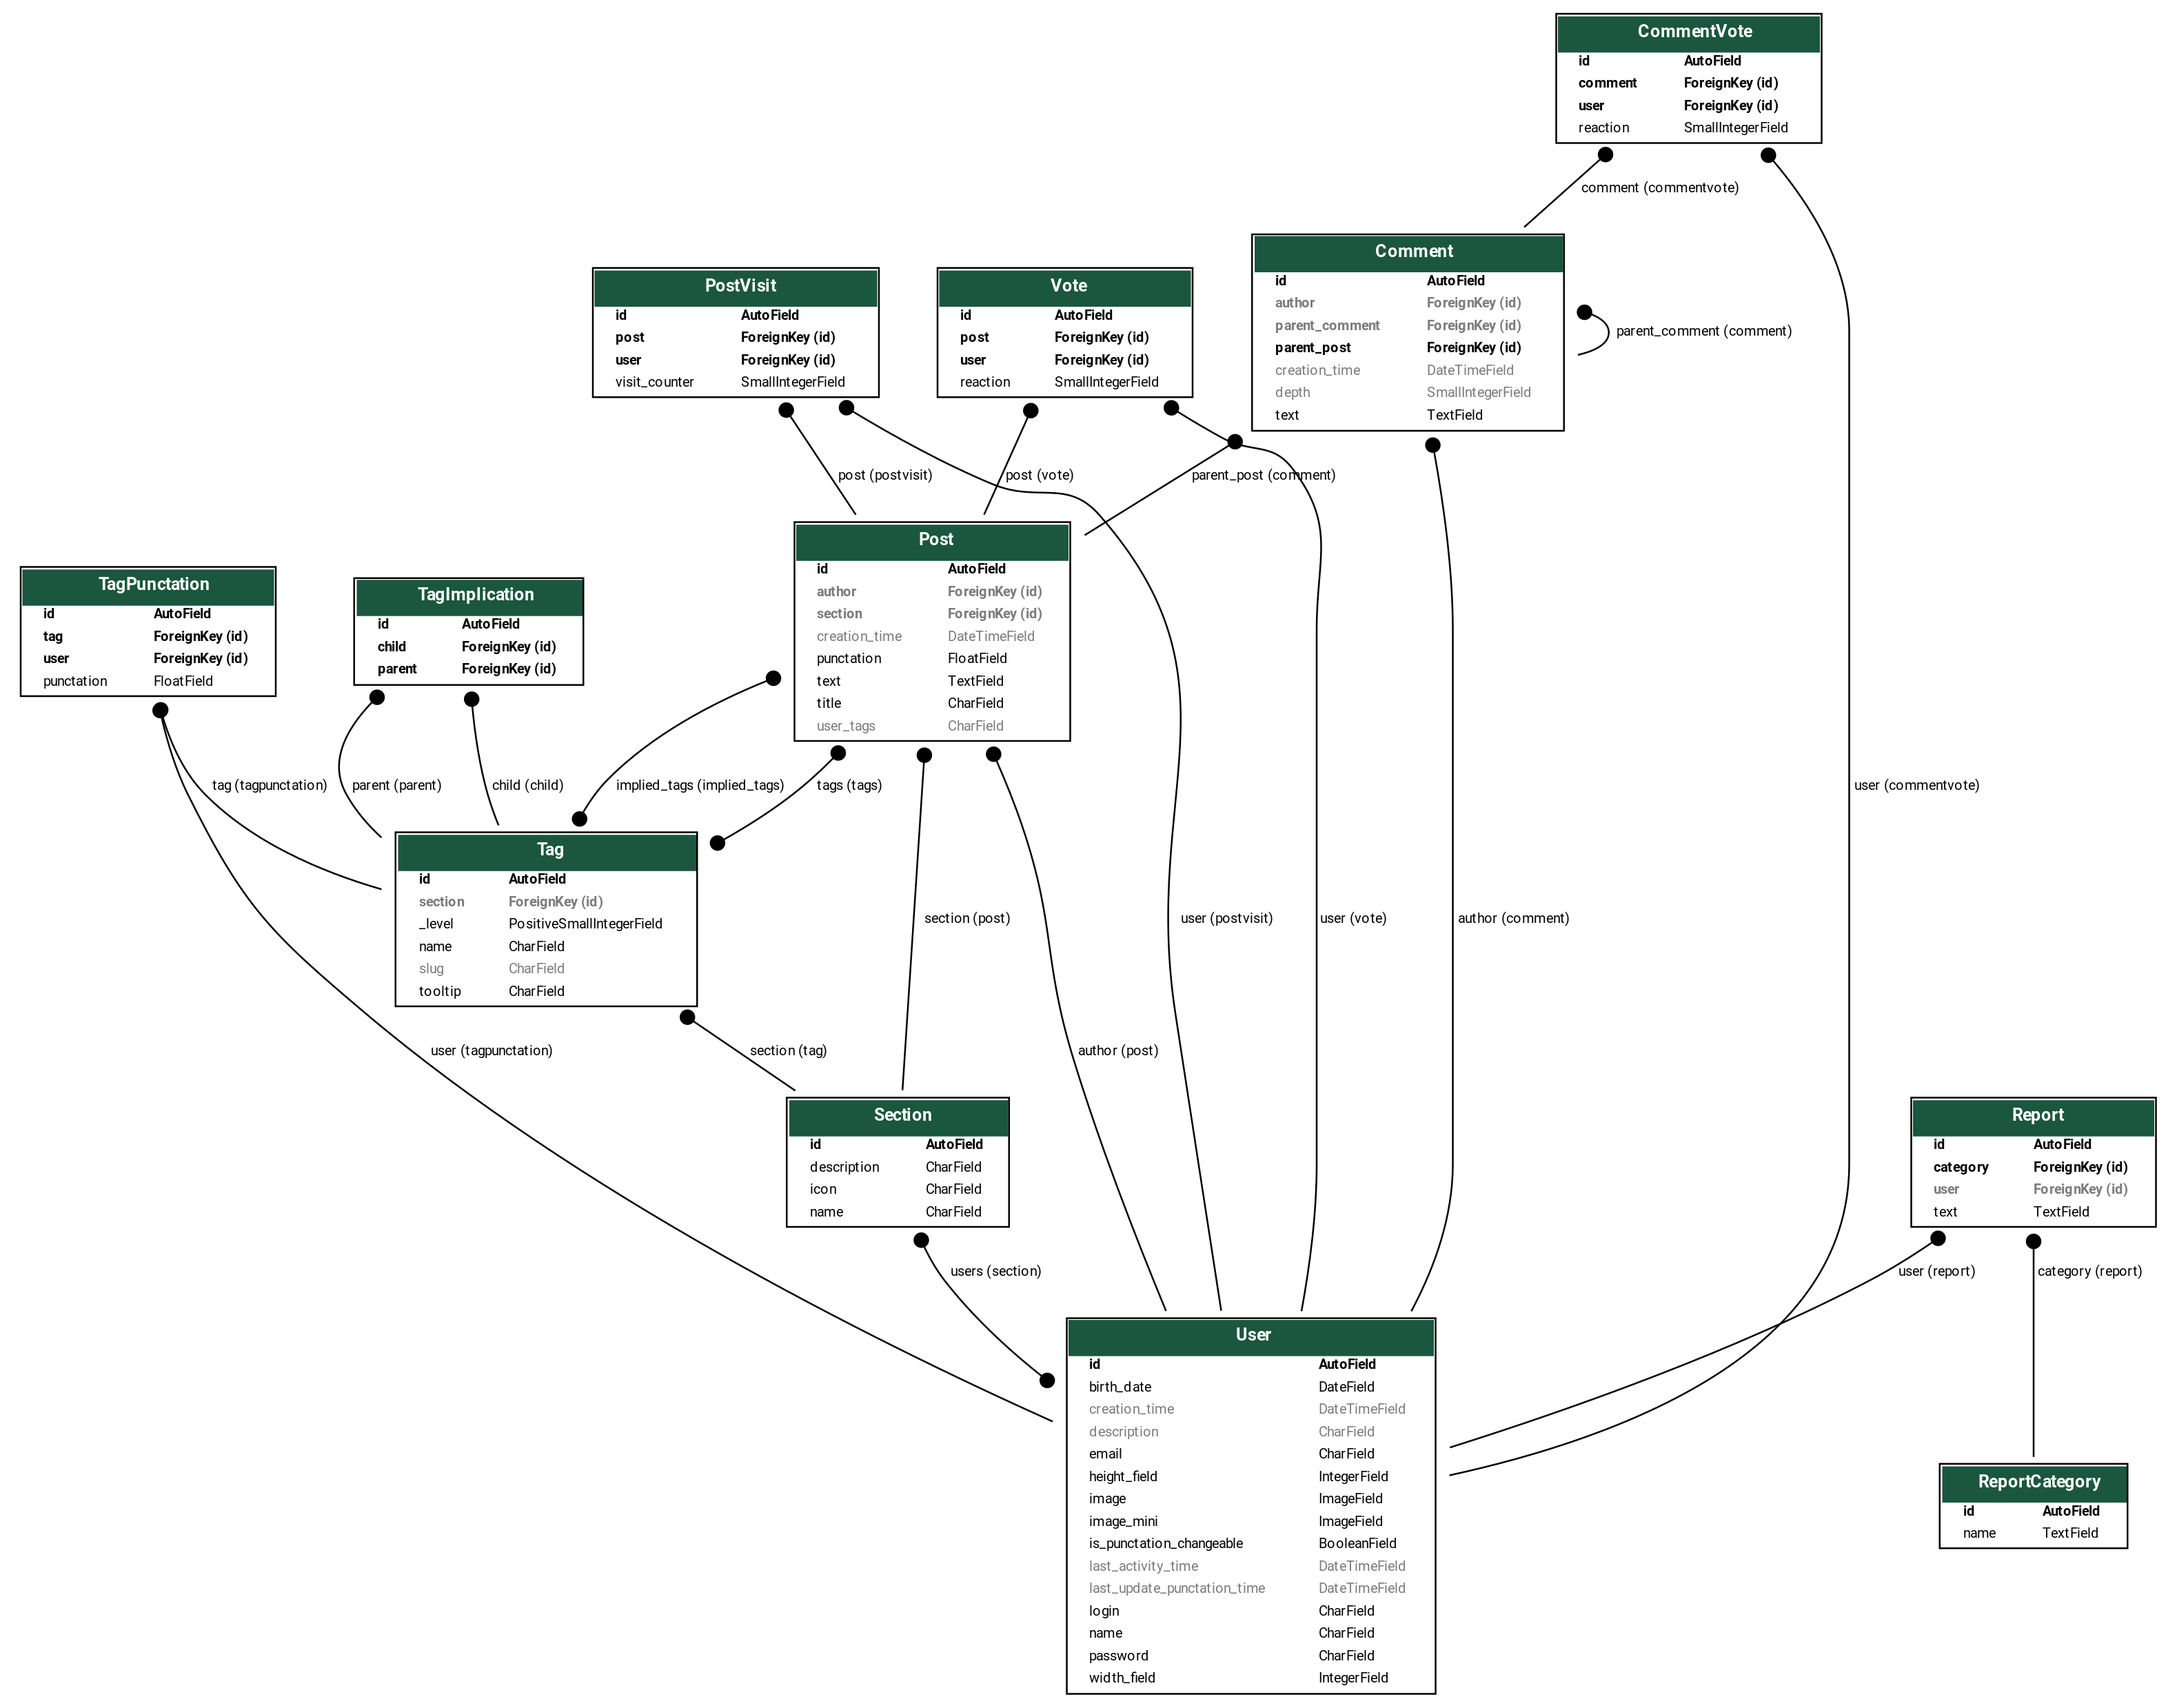 CommentVote
id AutoField
comment ForeignKey (id)
user ForeignKey (id)
reaction SmallIntegerField
comment (commentvote)
Comment
id AutoField
author ForeignKey (id)
parent_comment ForeignKey (id)
parent_post ForeignKey (id)
creation_time DateTimeField
depth SmallIntegerField
text TextField
parent_comment (comment)
PostVisit
id AutoField
post ForeignKey (id)
user ForeignKey (id)
visit_counter SmallIntegerField
Vote
id AutoField
post ForeignKey (id)
user ForeignKey (id)
reaction SmallIntegerField
post (postvisit)
post (vote)
parent_post (comment)
Post
id AutoField
author ForeignKey (id)
section ForeignKey (id)
creation_time DateTimeField
punctation FloatField
text TextField
title CharField
user_tags CharField
TagPunctation
id AutoField
tag ForeignKey (id)
user ForeignKey (id)
punctation FloatField
TagImplication
id AutoField
child ForeignKey (id)
parent ForeignKey (id)
tag (tagpunctation)
parent (parent)
child (child)
implied_tags (implied_tags)
tags (tags)
user (commentvote)
Tag
id AutoField
section ForeignKey (id)
_level PositiveSmallIntegerField
name CharField
slug CharField
tooltip CharField
section (post)
user (postvisit)
user (vote)
author (comment)
user (tagpunctation)
section (tag)
author (post)
Section
id AutoField
description CharField
icon CharField
name CharField
Report
id AutoField
category ForeignKey (id)
user ForeignKey (id)
text TextField
users (section)
user (report)
category (report)
User
id AutoField
birth_date DateField
creation_time DateTimeField
description CharField
email CharField
height_field IntegerField
image ImageField
image_mini ImageField
is_punctation_changeable BooleanField
last_activity_time DateTimeField
last_update_punctation_time DateTimeField
login CharField
name CharField
password CharField
width_field IntegerField
ReportCategory
id AutoField
name TextField